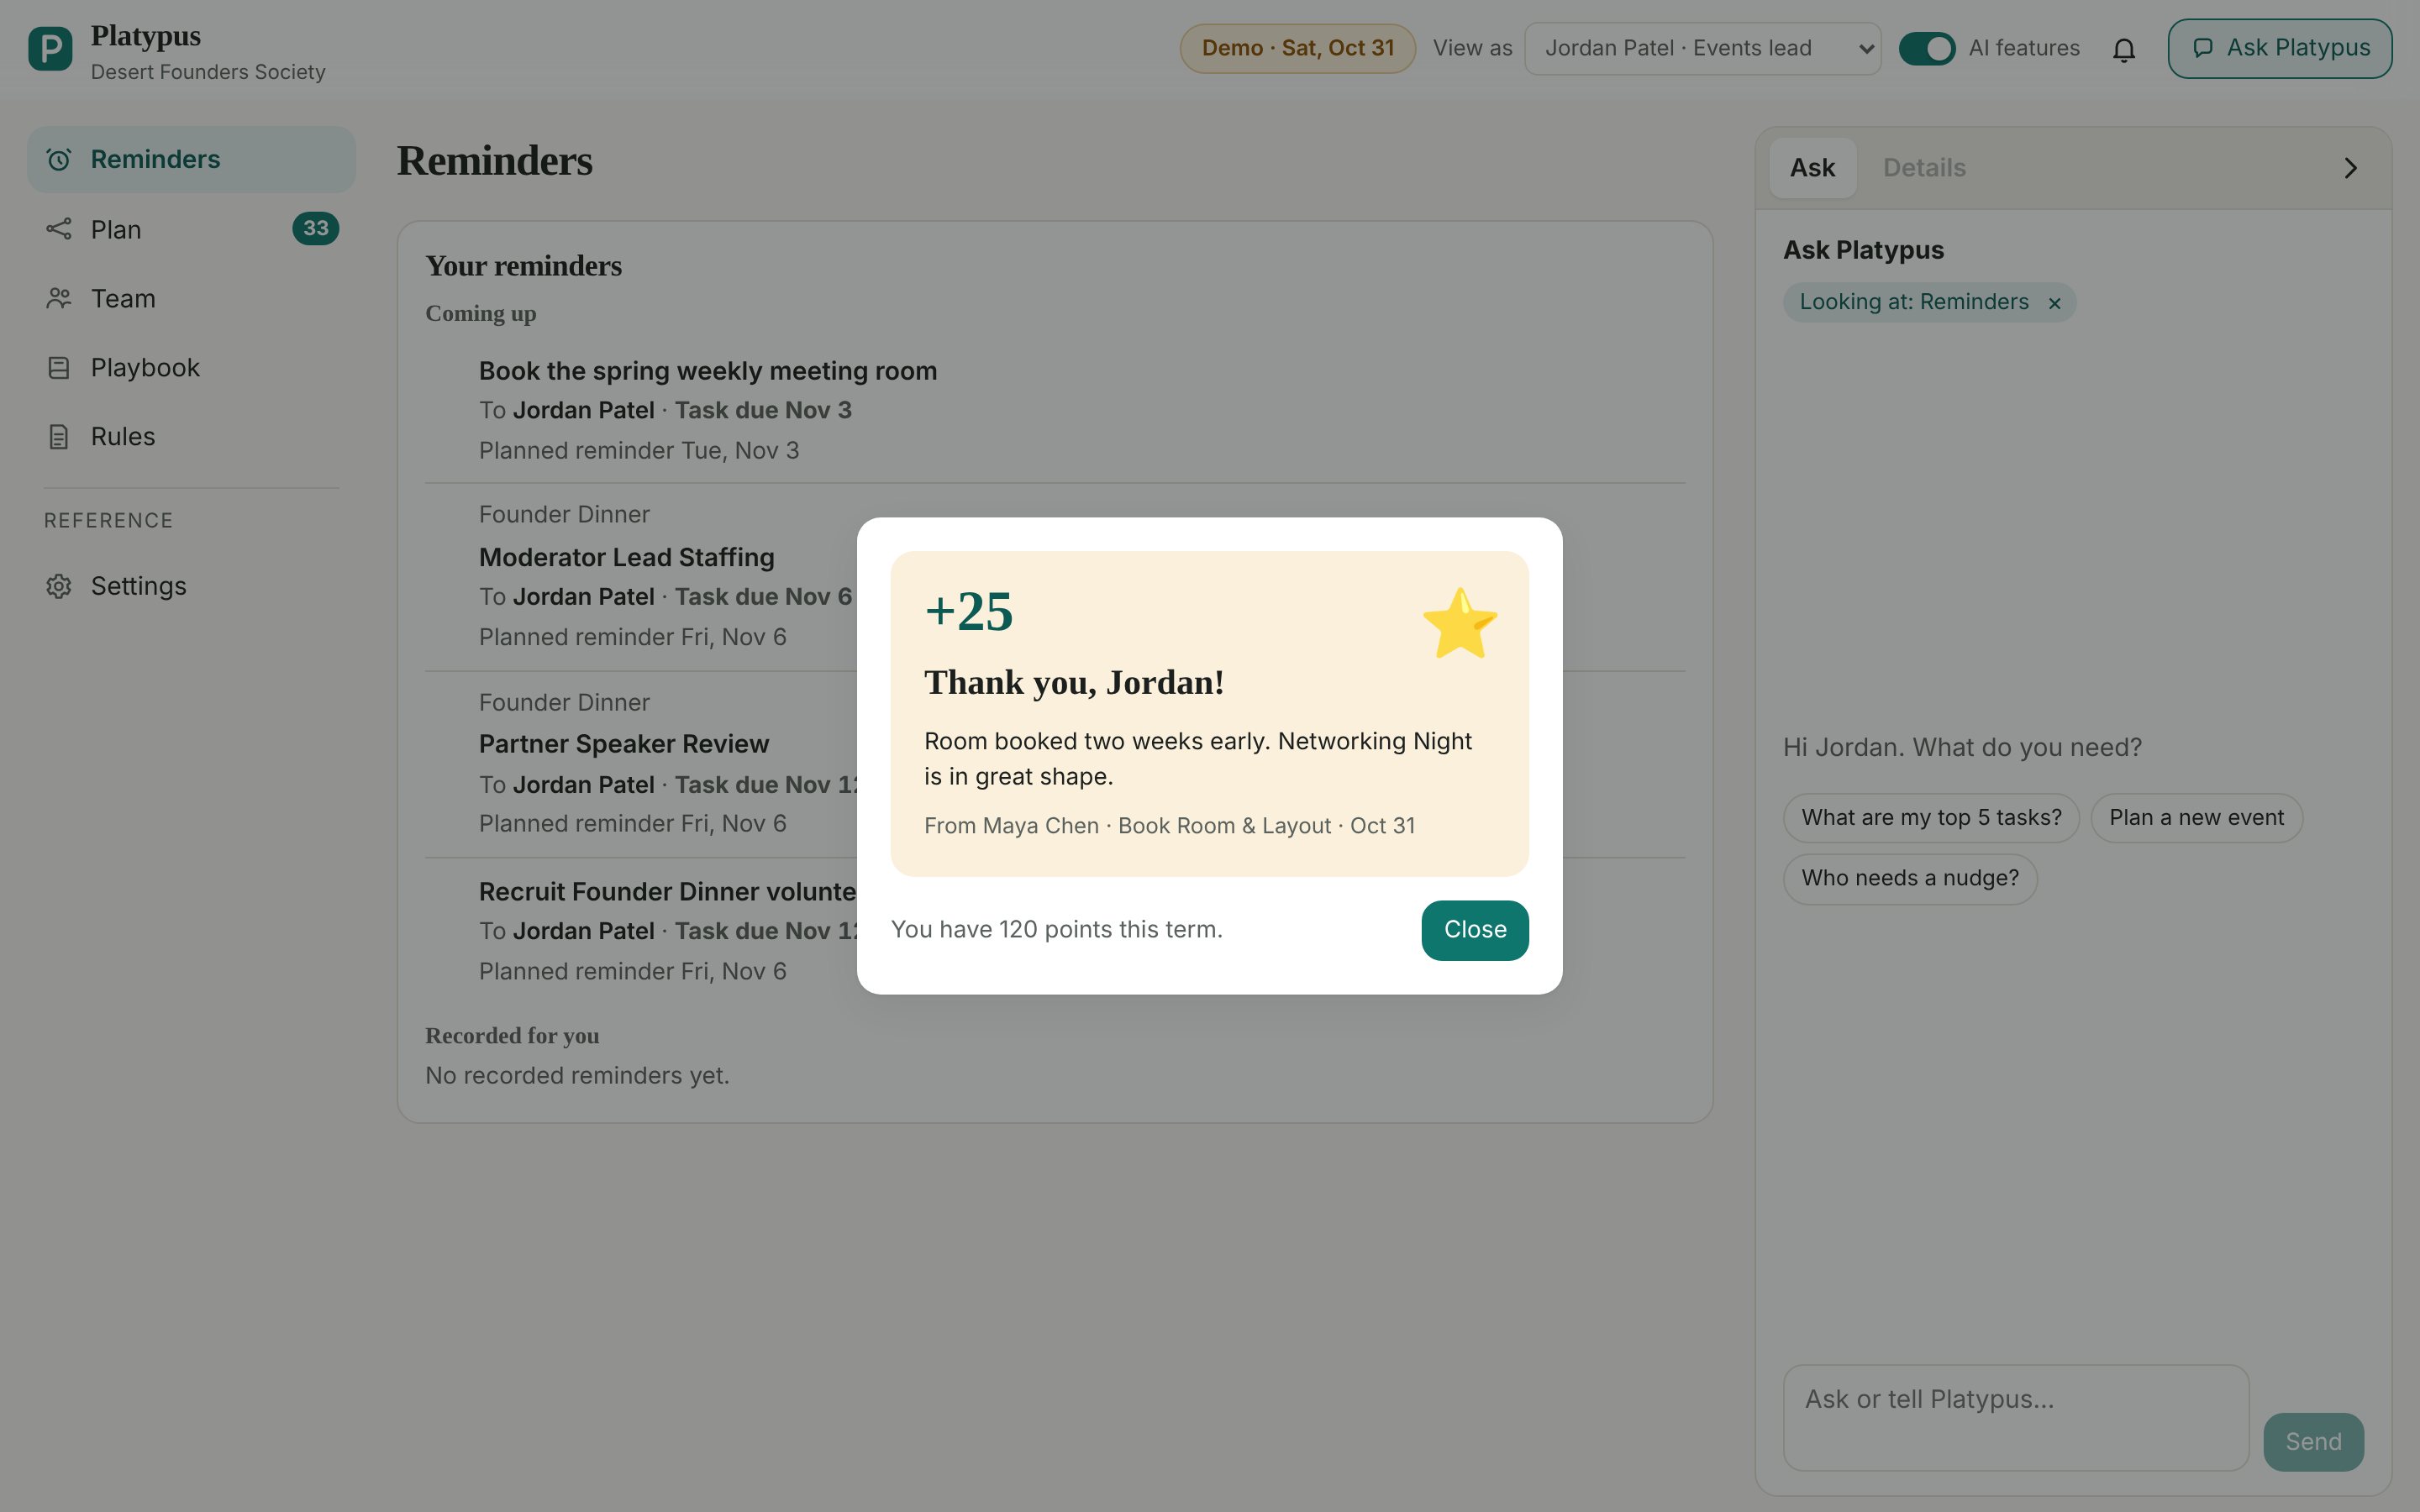 Platypus
Desert Founders Society
Demo · Sat, Oct 31
View as
Jordan Patel · Events lead
AI features
Ask Platypus
Reminders
Plan
33
Team
Playbook
Rules
REFERENCE
Settings
Reminders
Your reminders
Coming up
Book the spring weekly meeting room
To Jordan Patel · Task due Nov 3
Planned reminder Tue, Nov 3
Founder Dinner
Moderator Lead Staffing
To Jordan Patel · Task due Nov 6
Planned reminder Fri, Nov 6
Founder Dinner
Partner Speaker Review
To Jordan Patel · Task due Nov 12
Planned reminder Fri, Nov 6
Recruit Founder Dinner volunte
To Jordan Patel · Task due Nov 12
Planned reminder Fri, Nov 6
Recorded for you
No recorded reminders yet.
+25
Thank you, Jordan!
Room booked two weeks early. Networking Night
is in great shape.
From Maya Chen · Book Room & Layout · Oct 31
You have 120 points this term.
Close
Ask
Details
Ask Platypus
Looking at: Reminders ×
Hi Jordan. What do you need?
What are my top 5 tasks?
Plan a new event
Who needs a nudge?
Ask or tell Platypus...
Send